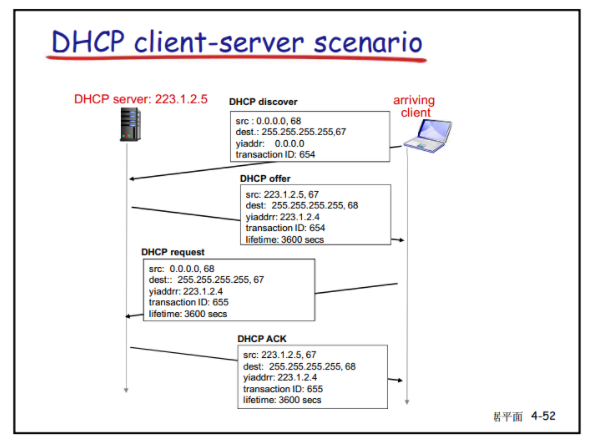 DHCP client-server scenario
DHCP server: 223.1.2.5
arriving
client
DHCP discover
src : 0.0.0.0, 68
dest.: 255.255.255.255,67
yiaddr: 0.0.0.0
transaction ID: 654
DHCP offer
src: 223.1.2.5, 67
dest: 255.255.255.255, 68
yiaddrr: 223.1.2.4
transaction ID: 654
lifetime: 3600 secs
DHCP request
src: 0.0.0.0, 68
dest:: 255.255.255.255, 67
yiaddrr: 223.1.2.4
transaction ID: 655
lifetime: 3600 secs
DHCP ACK
src: 223.1.2.5, 67
dest: 255.255.255.255, 68
yiaddrr: 223.1.2.4
transaction ID: 655
lifetime: 3600 secs
居平面 4-52